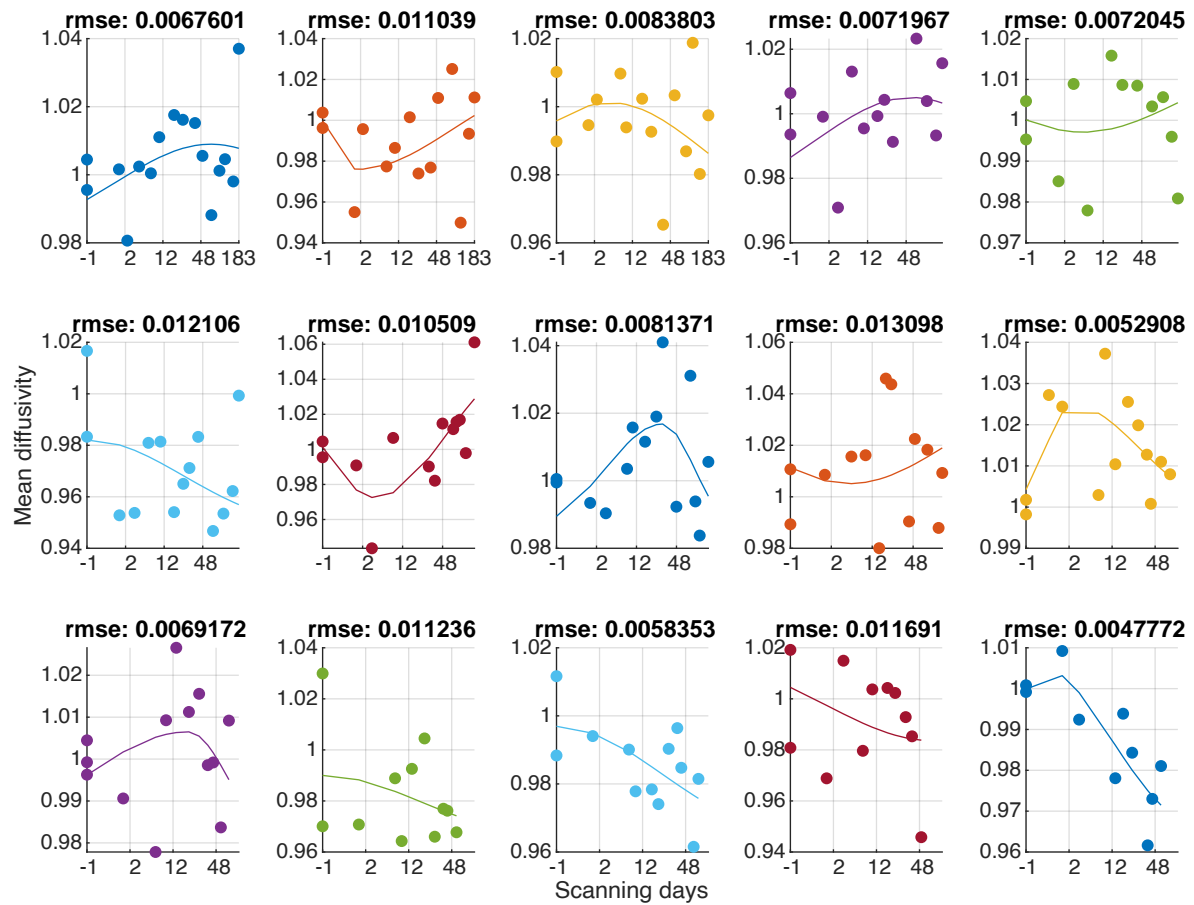 rmse: 0.0067601 rmse: 0.011039 rmse: 0.0083803 rmse: 0.0071967 rmse: 0.0072045
1.04 1.04 1.02 1.02 1.02
1.02 1.02 1 1 1.01
1 1 0.98 0.98 1
0.98 0.98 0.96 0.96 0.99
0.96 0.98
0.94 0.97
-1 2 12 48 183 -1 2 12 48 183 -1 2 12 48 183 -1 2 12 48 -1 2 12 48
Mean diffusivity
rmse: 0.012106 rmse: 0.010509 rmse: 0.0081371 rmse: 0.013098 rmse: 0.0052908
1.02 1.06 1.04 1.06 1.04
1 1.04 1.02 1.04 1.03
0.98 1.02 1 1.02 1.02
0.96 1 0.98 1 1.01
0.94 0.98 0.98 1
0.96 0.99
-1 2 12 48 -1 2 12 48 -1 2 12 48 -1 2 12 48 -1 2 12 48
rmse: 0.0069172 rmse: 0.011236 rmse: 0.0058353 rmse: 0.011691 rmse: 0.0047772
1.02 1.04 1.02 1.02 1.01
1.01 1.02 1 1 1
1 1 0.98 0.98 0.99
0.99 0.98 0.96 0.96 0.98
0.98 0.96 0.94 0.97
0.96
-1 2 12 48 -1 2 12 48 -1 2 12 48 -1 2 12 48 -1 2 12 48
Scanning days